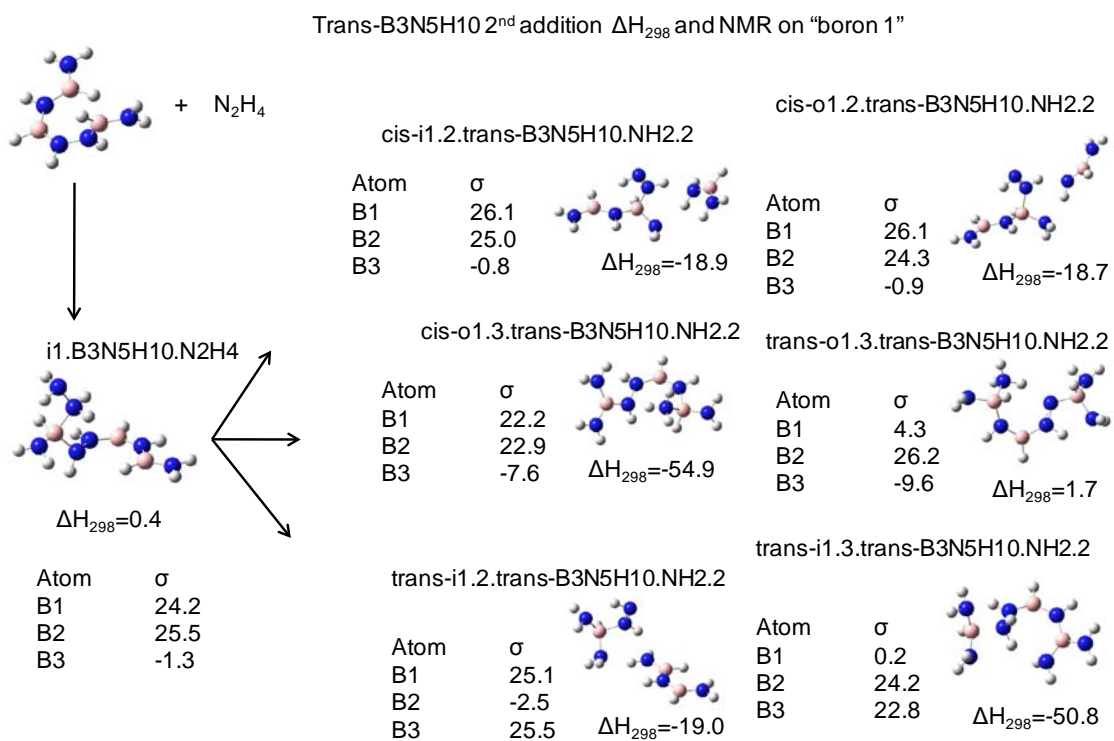 Trans-B3N5H10 2nd addition ΔH298 and NMR on “boron 1”
+ N2H4
cis-i1.2.trans-B3N5H10.NH2.2
Atom σ
B1 26.1
B2 25.0
B3 -0.8
ΔH298=-18.9
cis-o1.2.trans-B3N5H10.NH2.2
Atom σ
B1 26.1
B2 24.3
B3 -0.9
ΔH298=-18.7
i1.B3N5H10.N2H4
ΔH298=0.4
Atom σ
B1 24.2
B2 25.5
B3 -1.3
cis-o1.3.trans-B3N5H10.NH2.2
Atom σ
B1 22.2
B2 22.9
B3 -7.6
ΔH298=-54.9
trans-o1.3.trans-B3N5H10.NH2.2
Atom σ
B1 4.3
B2 26.2
B3 -9.6
ΔH298=1.7
trans-i1.2.trans-B3N5H10.NH2.2
Atom σ
B1 25.1
B2 -2.5
B3 25.5
ΔH298=-19.0
trans-i1.3.trans-B3N5H10.NH2.2
Atom σ
B1 0.2
B2 24.2
B3 22.8
ΔH298=-50.8